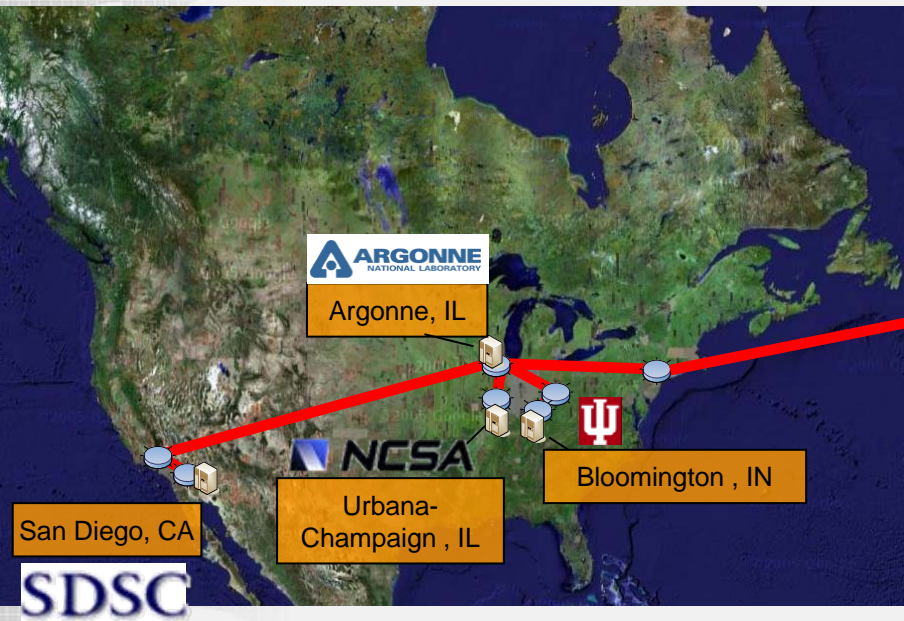 ARGONNE
NATIONAL LABORATORY
Argonne, IL
NCSA
Bloomington , IN
Urbana-
Champaign , IL
San Diego, CA
SDSC